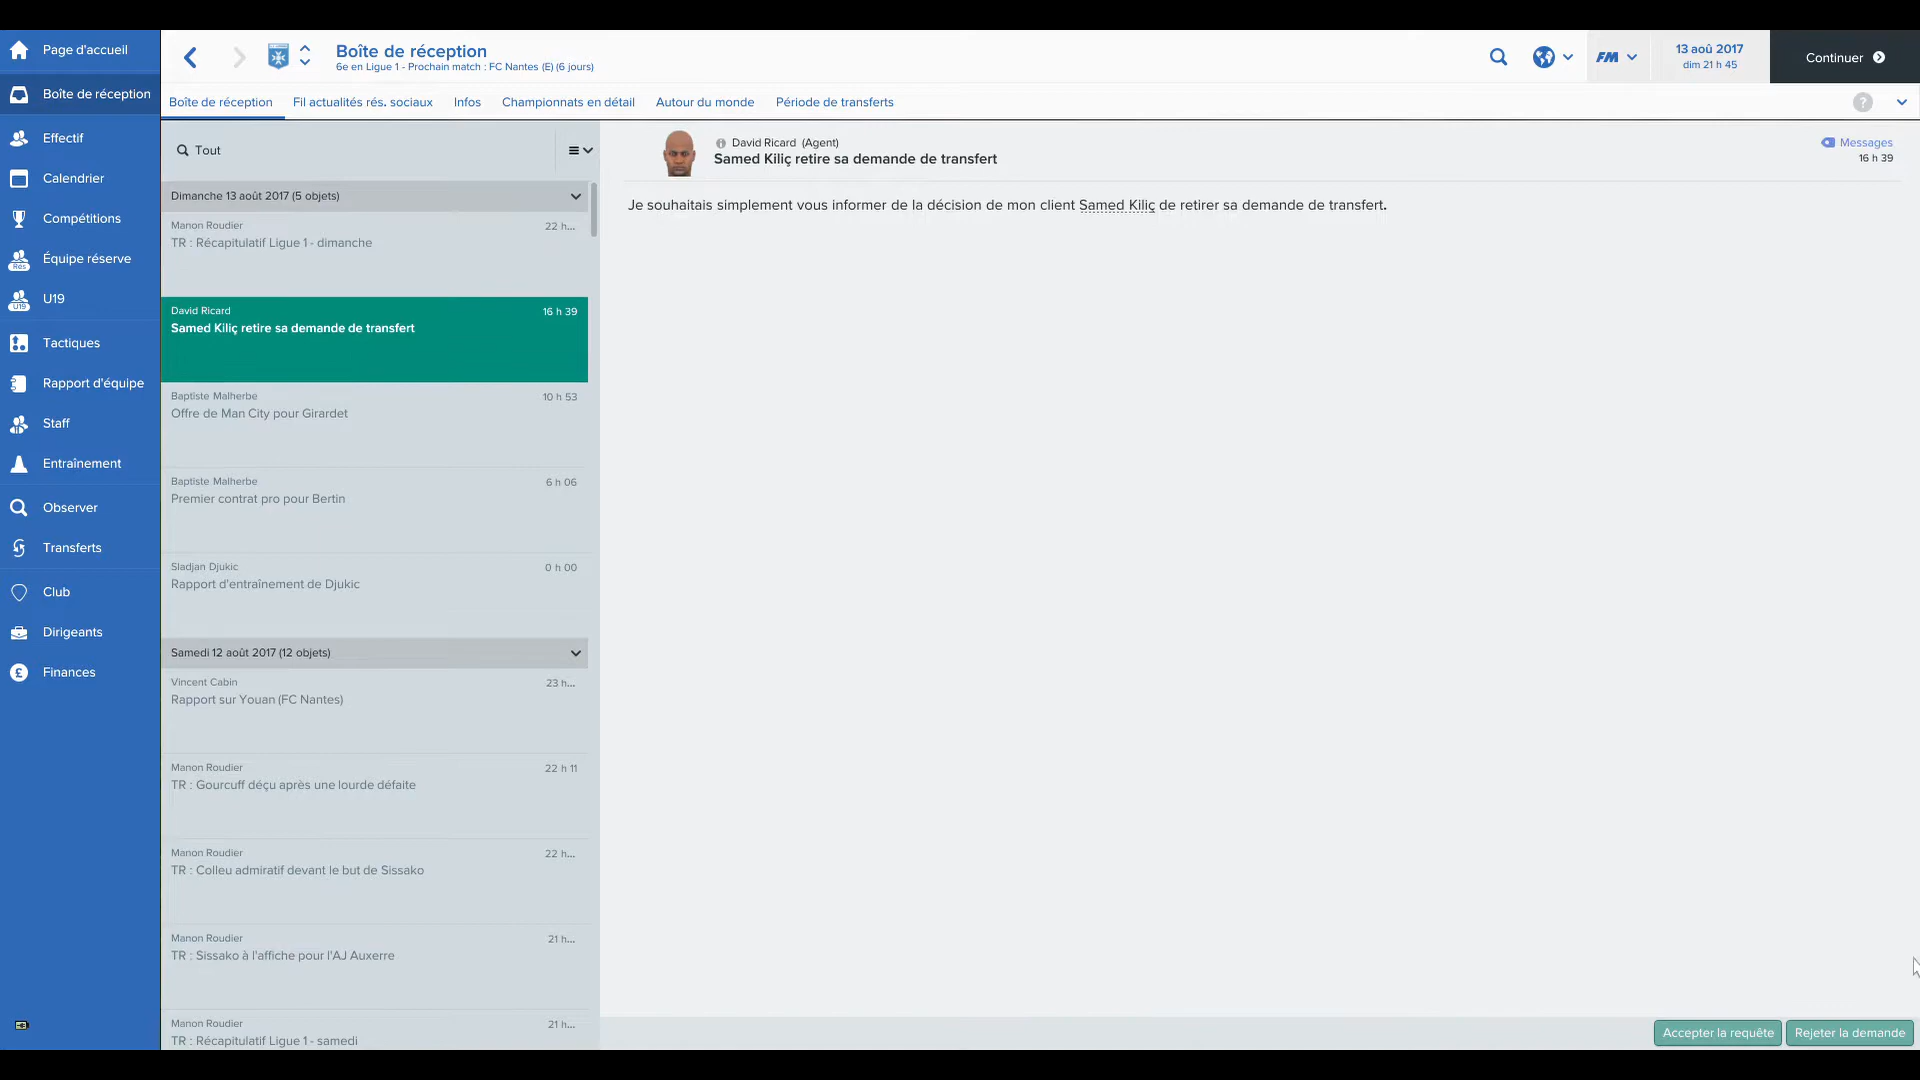 Page d'accueil
Boîte de réception
Effectif
Calendrier
Compétitions
Rés
Équipe réserve
U19
U19
Tactiques
Rapport d'équipe
Staff
Entraînement
Observer
Transferts
Club
Dirigeants
£
Finances
Boîte de réception
6e en Ligue 1 - Prochain match : FC Nantes (E) (6 jours)
FM
13 aoû 2017
dim 21 h 45
Continuer
Boîte de réception
Fil actualités rés. sociaux
Infos
Championnats en détail
Autour du monde
Période de transferts
?
Tout
Dimanche 13 août 2017 (5 objets)
Manon Roudier
22 h...
TR : Récapitulatif Ligue 1 - dimanche
David Ricard
16 h 39
Samed Kiliç retire sa demande de transfert
Baptiste Malherbe
10 h 53
Offre de Man City pour Girardet
Baptiste Malherbe
6 h 06
Premier contrat pro pour Bertin
Sladjan Djukic
0 h 00
Rapport d'entraînement de Djukic
Samedi 12 août 2017 (12 objets)
Vincent Cabin
23 h...
Rapport sur Youan (FC Nantes)
Manon Roudier
22 h 11
TR : Gourcuff déçu après une lourde défaite
Manon Roudier
22 h...
TR : Colleu admiratif devant le but de Sissako
Manon Roudier
21 h...
TR : Sissako à l'affiche pour l'AJ Auxerre
Manon Roudier
21 h...
TR : Récapitulatif Ligue 1 - samedi
David Ricard (Agent)
Samed Kiliç retire sa demande de transfert
Messages
16 h 39
Je souhaitais simplement vous informer de la décision de mon client Samed Kiliç de retirer sa demande de transfert.
Accepter la requête
Rejeter la demande